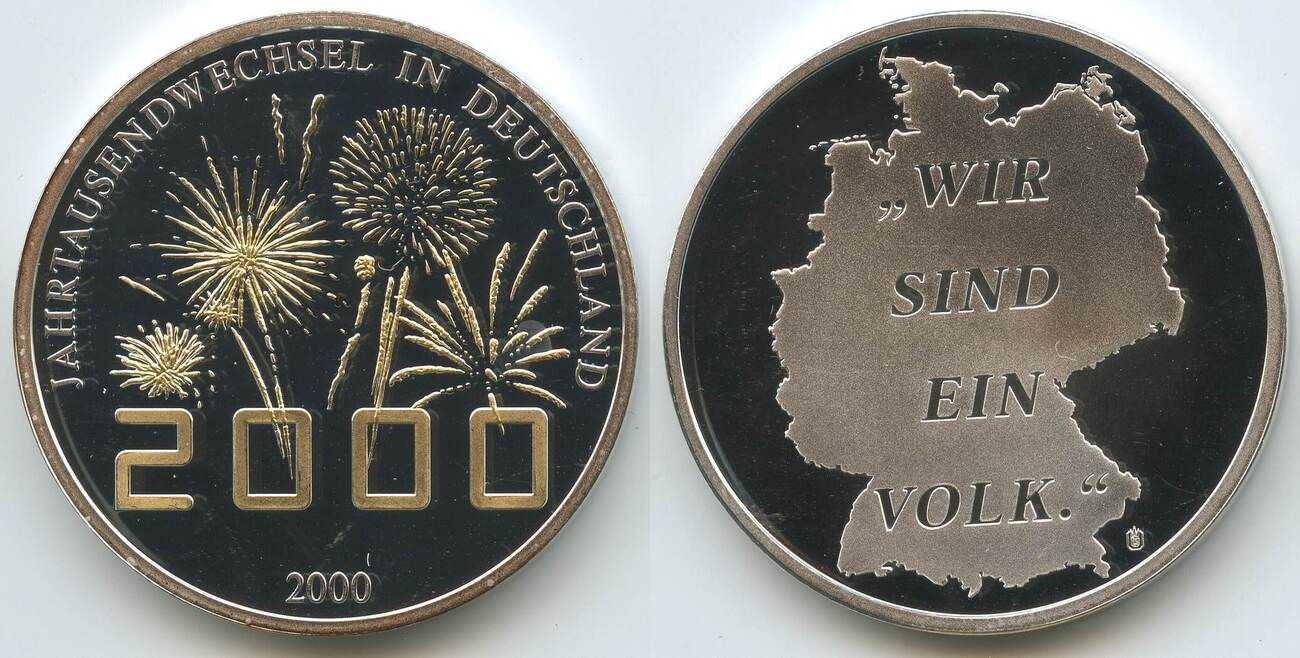 JAHRTAUSENDWECHSEL IN DEUTSCHLAND
2000
2000
„WIR
SIND
EIN
VOLK.“